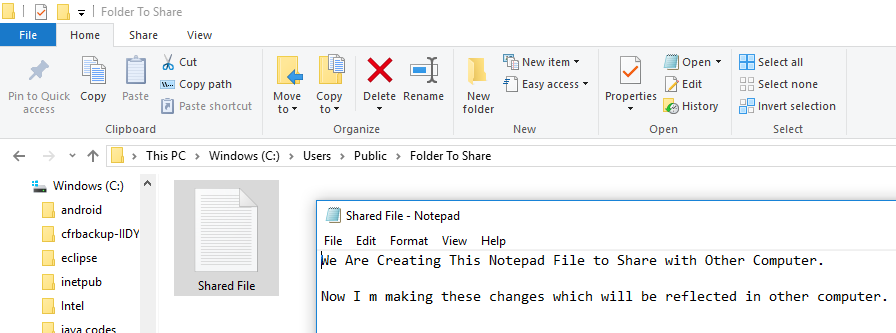 Folder To Share
File Home Share View
Pin to Quick access
Copy
Paste
Cut
Copy path
Paste shortcut
Clipboard
Move to
Copy to
Delete
Rename
Organize
New folder
New item
Easy access
New
Properties
Open
Edit
History
Open
Select all
Select none
Invert selection
Select
This PC > Windows (C:) > Users > Public > Folder To Share
Windows (C:)
android
cfrbackup-IIDY
eclipse
inetpub
Intel
java codes
Shared File
Shared File - Notepad
File Edit Format View Help
We Are Creating This Notepad File to Share with Other Computer.
Now I m making these changes which will be reflected in other computer.